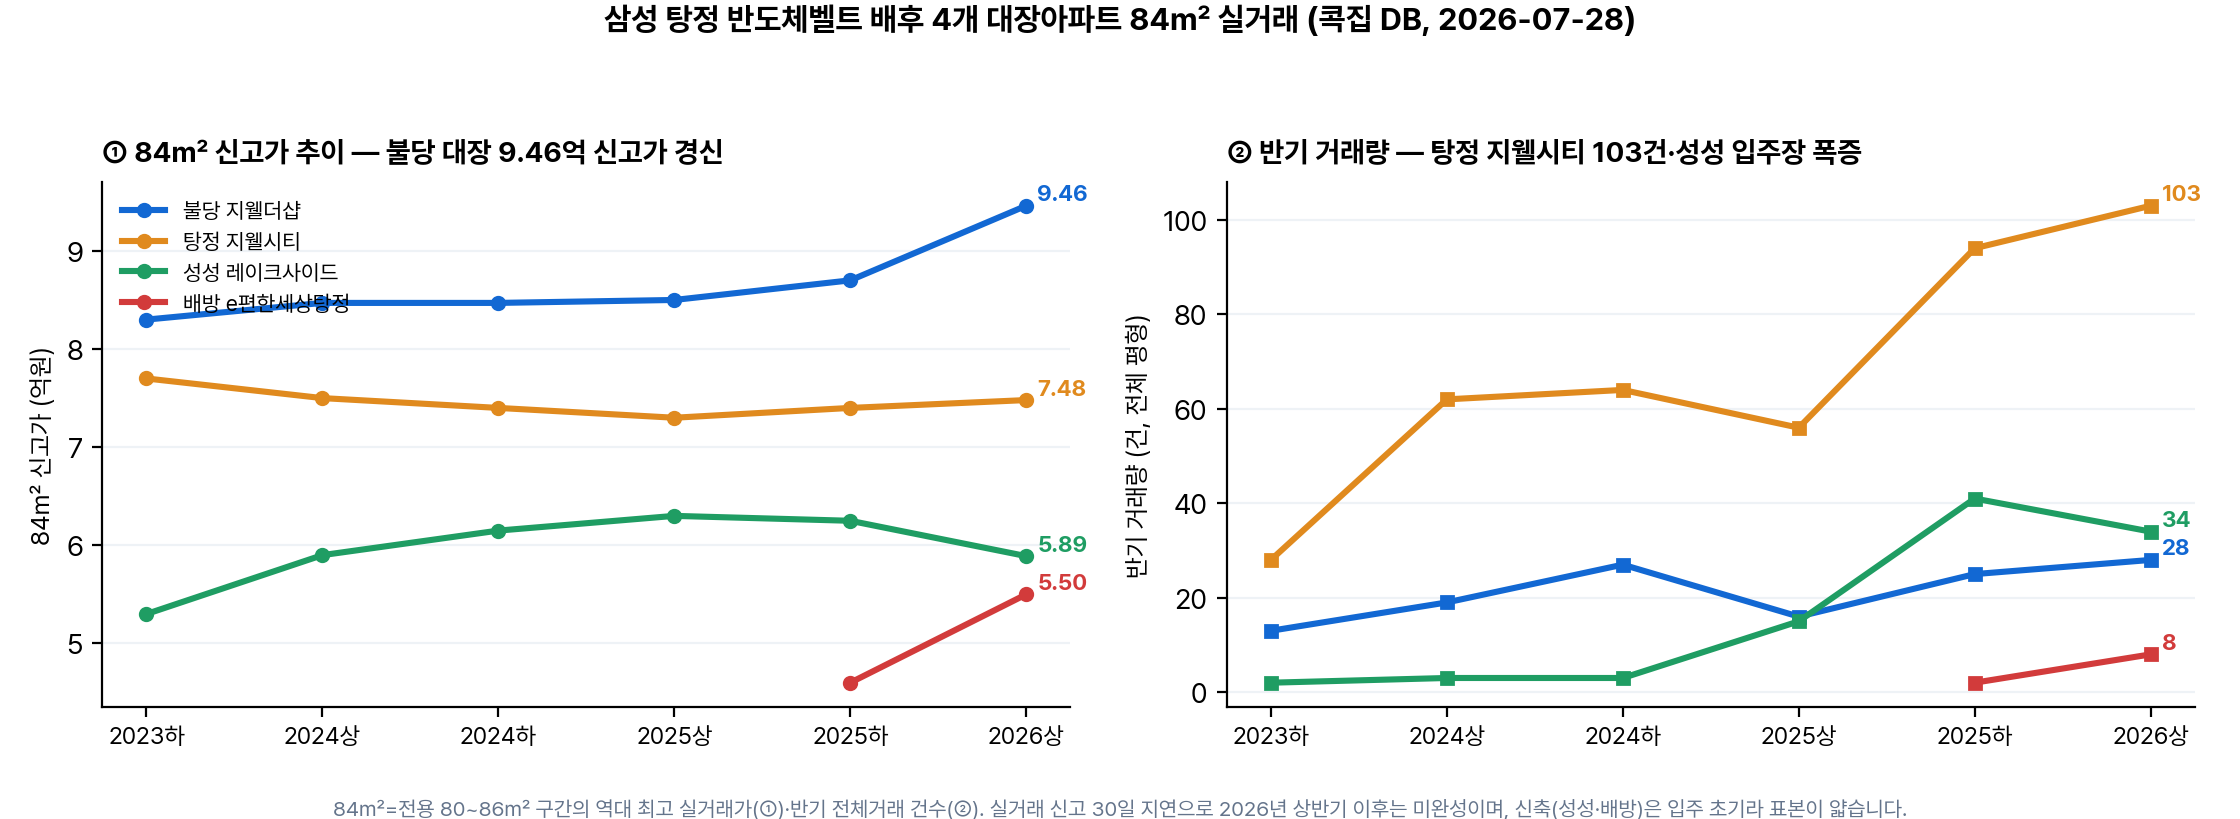 삼성 탕정 반도체벨트 배후 4개 대장아파트 84m² 실거래 (콕집 DB, 2026-07-28)
① 84m² 신고가 추이 — 불당 대장 9.46억 신고가 경신
84m² 신고가 (억원)
9
8
7
6
5
불당 지웰더샵
탕정 지웰시티
성성 레이크사이드
배방 e편한세상탕정
9.46
7.48
5.89
5.50
2023하
2024상
2024하
2025상
2025하
2026상
② 반기 거래량 — 탕정 지웰시티 103건·성성 입주장 폭증
반기 거래량 (건, 전체 평형)
100
80
60
40
20
0
103
34
28
8
2023하
2024상
2024하
2025상
2025하
2026상
84m²=전용 80~86m² 구간의 역대 최고 실거래가(①)·반기 전체거래 건수(②). 실거래 신고 30일 지연으로 2026년 상반기 이후는 미완성이며, 신축(성성·배방)은 입주 초기라 표본이 얇습니다.